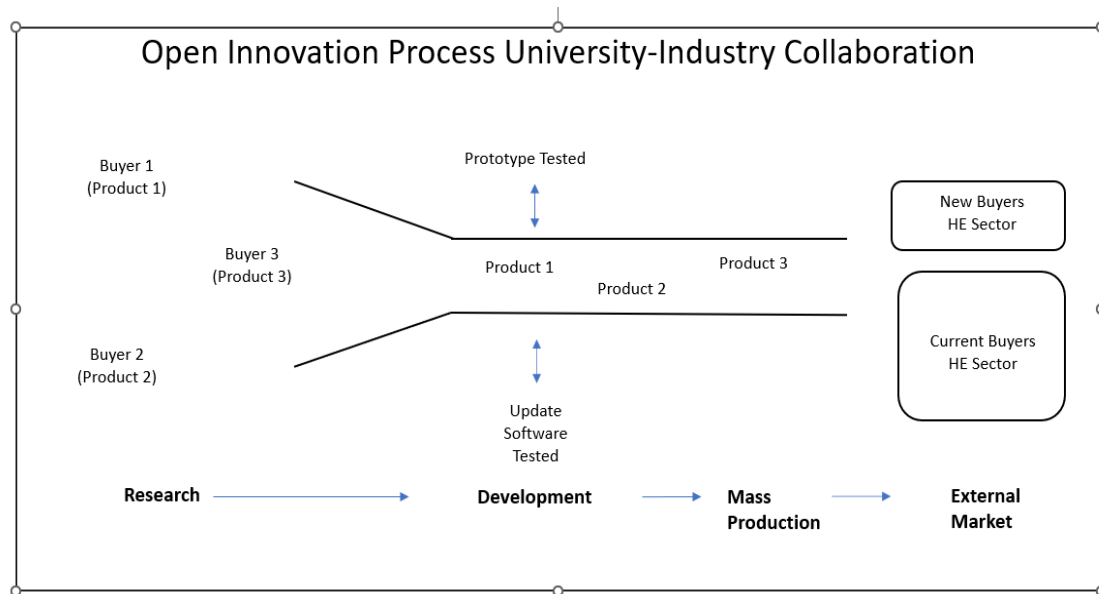 Open Innovation Process University-Industry Collaboration
Buyer 1
(Product 1)
Prototype Tested
New Buyers
HE Sector
Buyer 3
(Product 3)
Product 1
Product 3
Product 2
Buyer 2
(Product 2)
Current Buyers
HE Sector
Update
Software
Tested
Research
Development
Mass
Production
External
Market